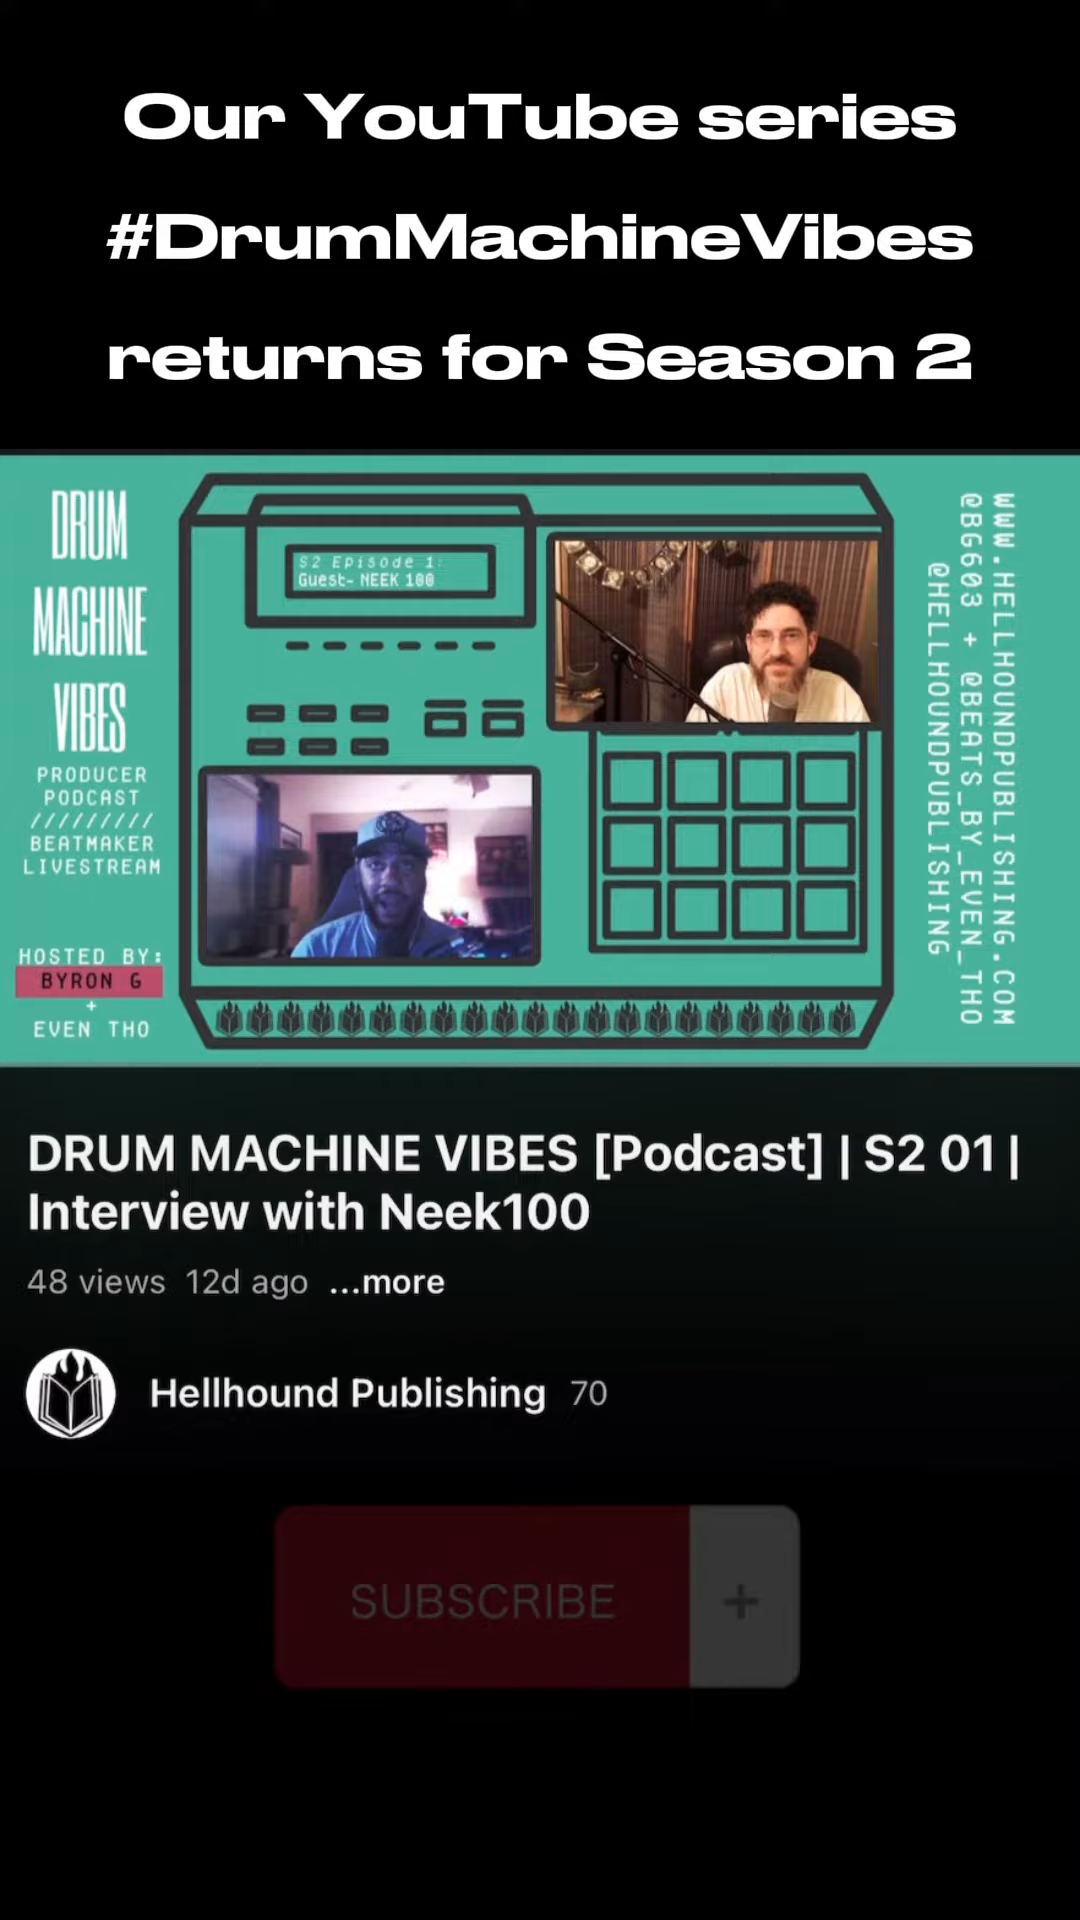 Our YouTube series
#DrumMachineVibes
returns for Season 2
DRUM
MACHINE
VIBES
PRODUCER
PODCAST
/////////
BEATMAKER
LIVESTREAM
HOSTED BY:
BYRON G
+
EVEN THO
S2 Episode 1:
Guest- NEEK 100
WWW.HELLHOUNDPUBLISHING.COM
@BG603 + @BEATS_BY_EVEN_THO
@HELLHOUNDPUBLISHING
DRUM MACHINE VIBES [Podcast] | S2 01 |
Interview with Neek100
48 views 12d ago ...more
Hellhound Publishing 70
SUBSCRIBE +